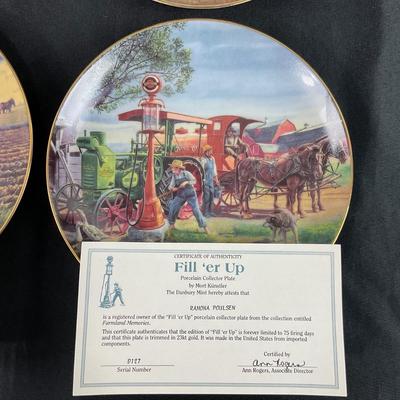 CERTIFICATE OF AUTHENTICITY
Fill 'er Up
Porcelain Collector Plate
by Mort Künstler
The Danbury Mint hereby attests that
RAMONA POULSEN
is a registered owner of the "Fill 'er Up" porcelain collector plate from the collection entitled
Farmland Memories.
This certificate authenticates that the edition of "Fill 'er Up" is forever limited to 75 firing days
and that this plate is trimmed in 23kt gold. It was made in the United States from imported
components.
Certified by
0127
Ann Rogers
Serial Number
Ann Rogers, Associate Director